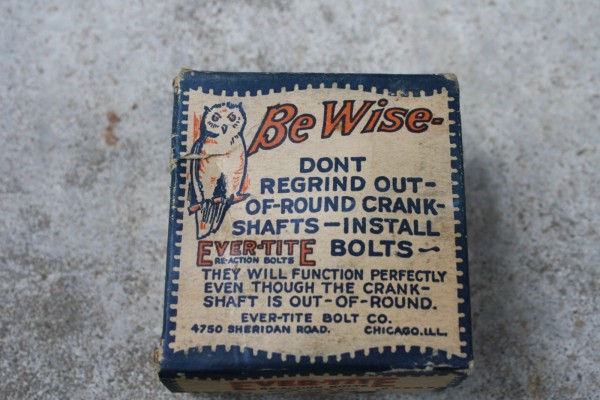 Be Wise-
DONT
REGRIND OUT-
OF-ROUND CRANK-
SHAFTS - INSTALL
EVER-TITE BOLTS -
RE-ACTION BOLTS
THEY WILL FUNCTION PERFECTLY
EVEN THOUGH THE CRANK-
SHAFT IS OUT-OF-ROUND.
EVER-TITE BOLT CO.
4750 SHERIDAN ROAD. CHICAGO.ILL.
EVER-TITE